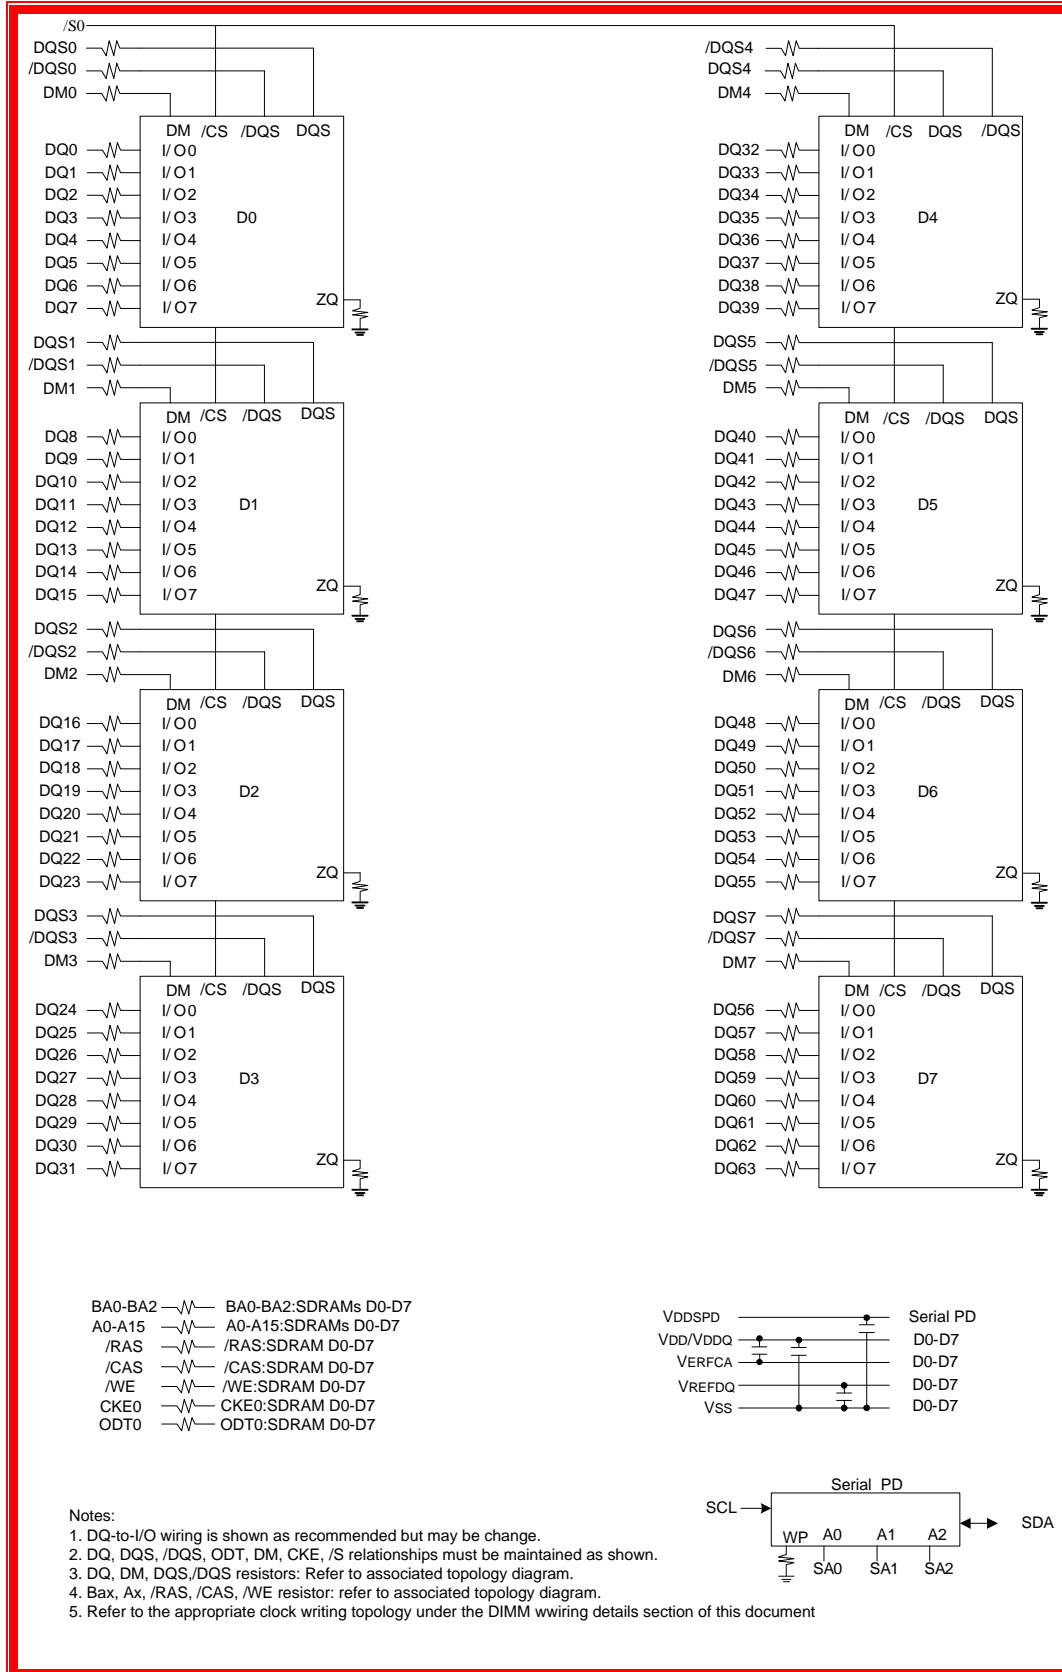 /S0
DQS0
/DQS0
DM0
DM /CS /DQS DQS
DQ0 I/O0
DQ1 I/O1
DQ2 I/O2
DQ3 I/O3 D0
DQ4 I/O4
DQ5 I/O5
DQ6 I/O6
DQ7 I/O7
ZQ
DQS1
/DQS1
DM1
DM /CS /DQS DQS
DQ8 I/O0
DQ9 I/O1
DQ10 I/O2
DQ11 I/O3 D1
DQ12 I/O4
DQ13 I/O5
DQ14 I/O6
DQ15 I/O7
ZQ
DQS2
/DQS2
DM2
DM /CS /DQS DQS
DQ16 I/O0
DQ17 I/O1
DQ18 I/O2
DQ19 I/O3 D2
DQ20 I/O4
DQ21 I/O5
DQ22 I/O6
DQ23 I/O7
ZQ
DQS3
/DQS3
DM3
DM /CS /DQS DQS
DQ24 I/O0
DQ25 I/O1
DQ26 I/O2
DQ27 I/O3 D3
DQ28 I/O4
DQ29 I/O5
DQ30 I/O6
DQ31 I/O7
ZQ
/DQS4
DQS4
DM4
DM /CS DQS /DQS
DQ32 I/O0
DQ33 I/O1
DQ34 I/O2
DQ35 I/O3 D4
DQ36 I/O4
DQ37 I/O5
DQ38 I/O6
DQ39 I/O7
ZQ
DQS5
/DQS5
DM5
DM /CS /DQS DQS
DQ40 I/O0
DQ41 I/O1
DQ42 I/O2
DQ43 I/O3 D5
DQ44 I/O4
DQ45 I/O5
DQ46 I/O6
DQ47 I/O7
ZQ
DQS6
/DQS6
DM6
DM /CS /DQS DQS
DQ48 I/O0
DQ49 I/O1
DQ50 I/O2
DQ51 I/O3 D6
DQ52 I/O4
DQ53 I/O5
DQ54 I/O6
DQ55 I/O7
ZQ
DQS7
/DQS7
DM7
DM /CS /DQS DQS
DQ56 I/O0
DQ57 I/O1
DQ58 I/O2
DQ59 I/O3 D7
DQ60 I/O4
DQ61 I/O5
DQ62 I/O6
DQ63 I/O7
ZQ
BA0-BA2 BA0-BA2:SDRAMs D0-D7
A0-A15 A0-A15:SDRAMs D0-D7
/RAS /RAS:SDRAM D0-D7
/CAS /CAS:SDRAM D0-D7
/WE /WE:SDRAM D0-D7
CKE0 CKE0:SDRAM D0-D7
ODT0 ODT0:SDRAM D0-D7
VDDSPD Serial PD
VDD/VDDQ D0-D7
VERFCA D0-D7
VREFDQ D0-D7
VSS D0-D7
Serial PD
SCL
SDA
WP A0 A1 A2
SA0 SA1 SA2
Notes:
1. DQ-to-I/O wiring is shown as recommended but may be change.
2. DQ, DQS, /DQS, ODT, DM, CKE, /S relationships must be maintained as shown.
3. DQ, DM, DQS,/DQS resistors: Refer to associated topology diagram.
4. Bax, Ax, /RAS, /CAS, /WE resistor: refer to associated topology diagram.
5. Refer to the appropriate clock writing topology under the DIMM wwiring details section of this document